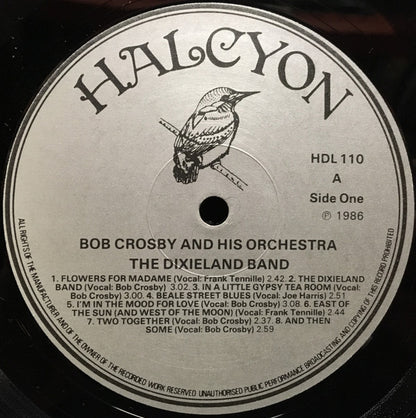 HALCYON
HDL 110
A
Side One
℗ 1986
BOB CROSBY AND HIS ORCHESTRA
THE DIXIELAND BAND
1. FLOWERS FOR MADAME (Vocal: Frank Tennille) 2.42. 2. THE DIXIELAND
BAND (Vocal: Bob Crosby) 3.02. 3. IN A LITTLE GYPSY TEA ROOM (Vocal: Bob
Crosby) 3.00. 4. BEALE STREET BLUES (Vocal: Joe Harris) 2.51
5. I'M IN THE MOOD FOR LOVE (Vocal: Bob Crosby) 3.08. 6. EAST OF
THE SUN (AND WEST OF THE MOON) (Vocal: Frank Tennille) 2.44
7. TWO TOGETHER (Vocal: Bob Crosby) 2.37. 8. AND THEN
SOME (Vocal: Bob Crosby) 2.59
ALL RIGHTS OF THE MANUFACTURER AND OF THE OWNER OF THE RECORDED WORK RESERVED UNAUTHORISED PUBLIC PERFORMANCE BROADCASTING AND COPYING OF THIS RECORD PROHIBITED